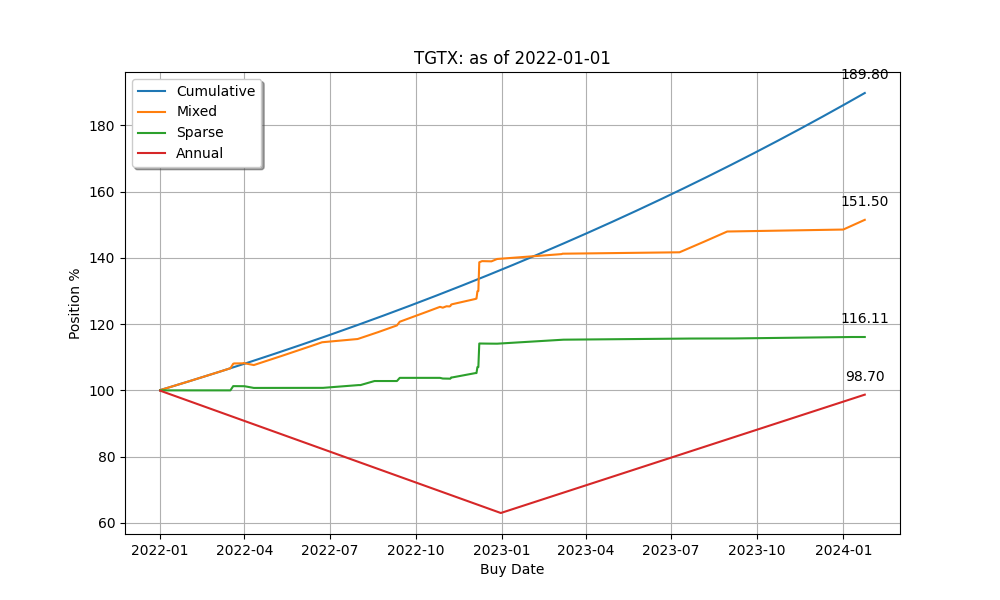 TGTX: as of 2022-01-01
189.80
Cumulative
Mixed
Sparse
Annual
151.50
116.11
98.70
180
160
140
120
100
80
60
Position %
2022-01
2022-04
2022-07
2022-10
2023-01
2023-04
2023-07
2023-10
2024-01
Buy Date